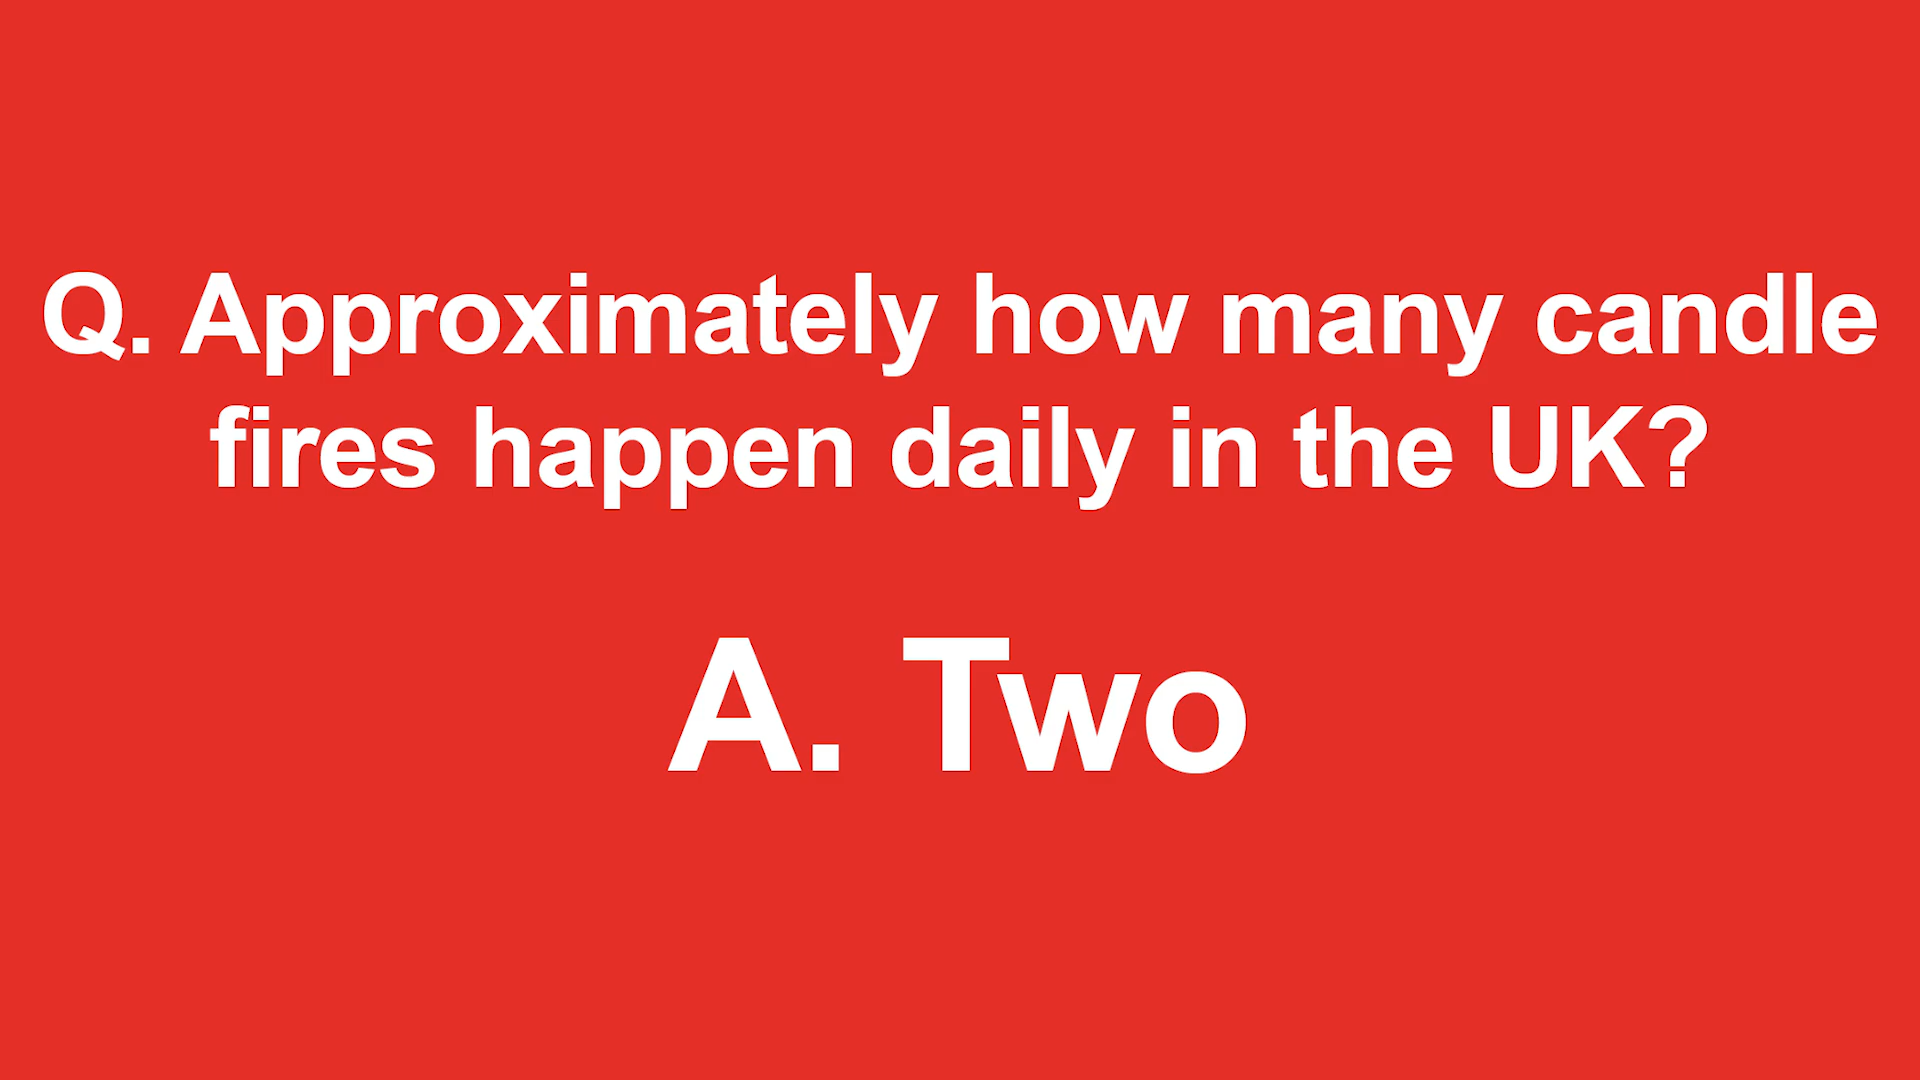 Q. Approximately how many candle
fires happen daily in the UK?
A. Two